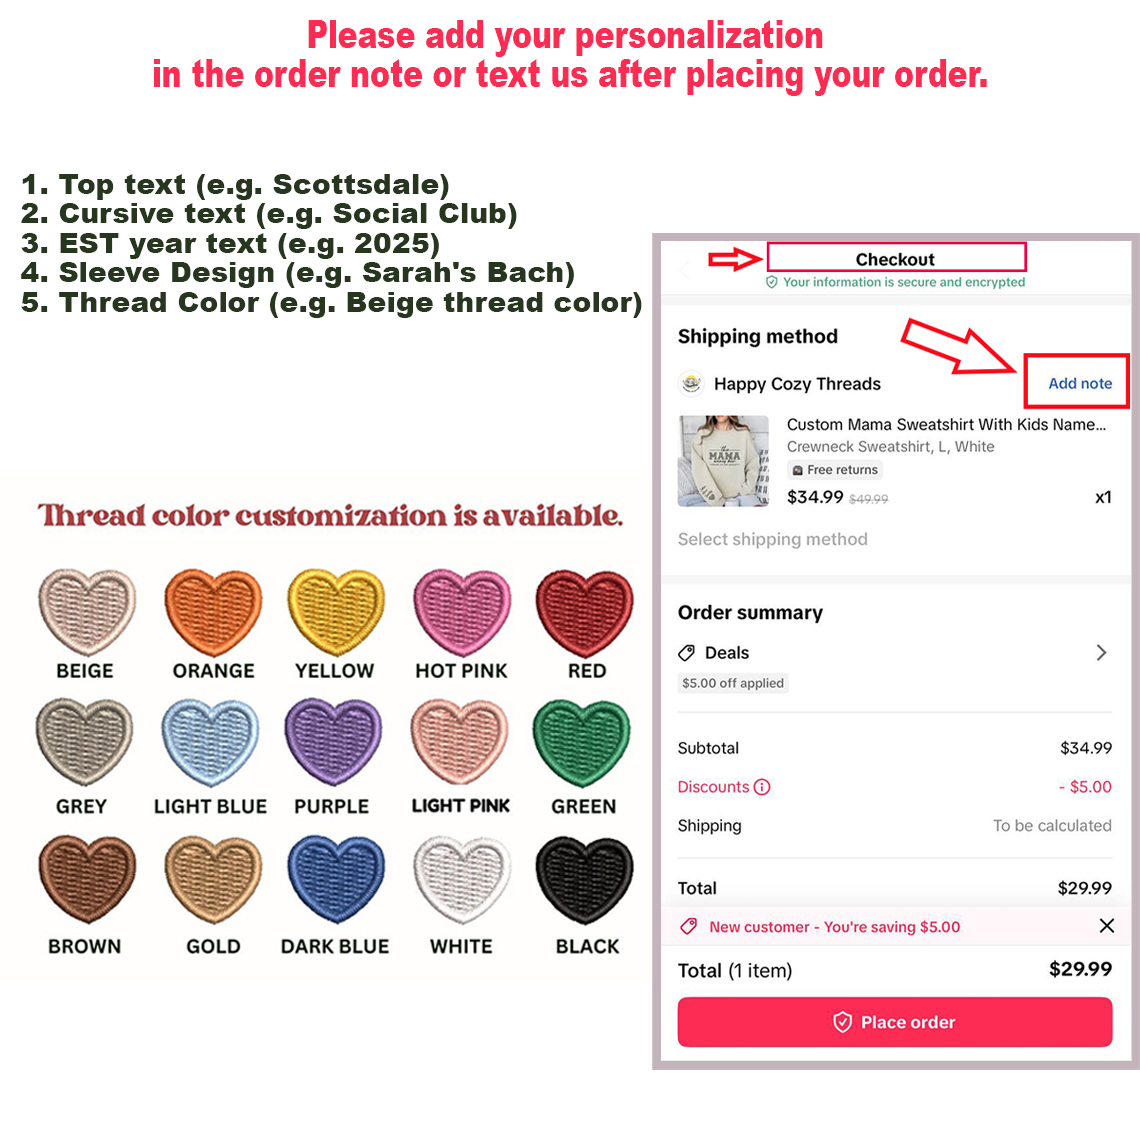 Please add your personalization
in the order note or text us after placing your order.
1. Top text (e.g. Scottsdale)
2. Cursive text (e.g. Social Club)
3. EST year text (e.g. 2025)
4. Sleeve Design (e.g. Sarah's Bach)
5. Thread Color (e.g. Beige thread color)
Thread color customization is available.
BEIGE
ORANGE
YELLOW
HOT PINK
RED
GREY
LIGHT BLUE
PURPLE
LIGHT PINK
GREEN
BROWN
GOLD
DARK BLUE
WHITE
BLACK
Checkout
Your information is secure and encrypted
Shipping method
Happy Cozy Threads
Add note
Custom Mama Sweatshirt With Kids Name...
Crewneck Sweatshirt, L, White
MAMA
Free returns
$34.99 $49.99
x1
Select shipping method
Order summary
Deals
$5.00 off applied
Subtotal
$34.99
Discounts
- $5.00
Shipping
To be calculated
Total
$29.99
New customer - You're saving $5.00
Total (1 item)
$29.99
Place order